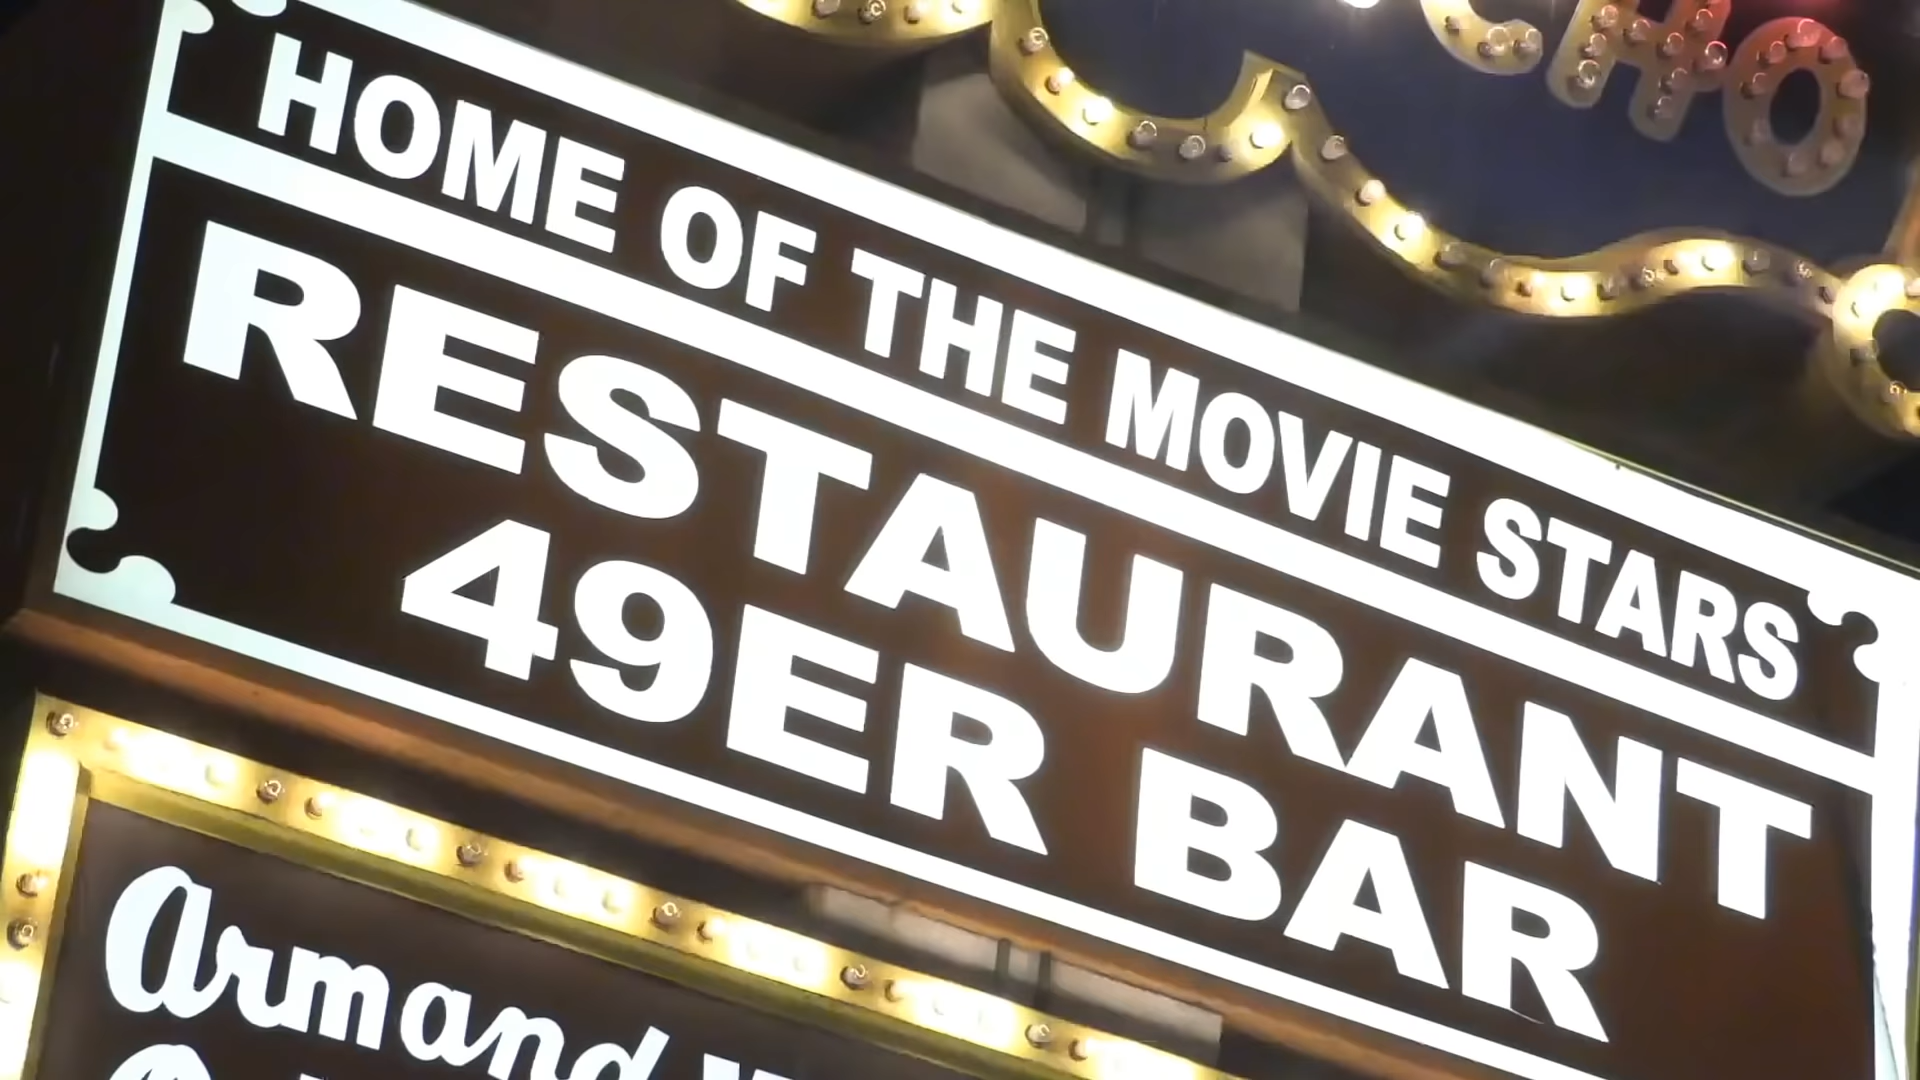 CHO
HOME OF THE MOVIE STARS
RESTAURANT
49ER BAR
Armand